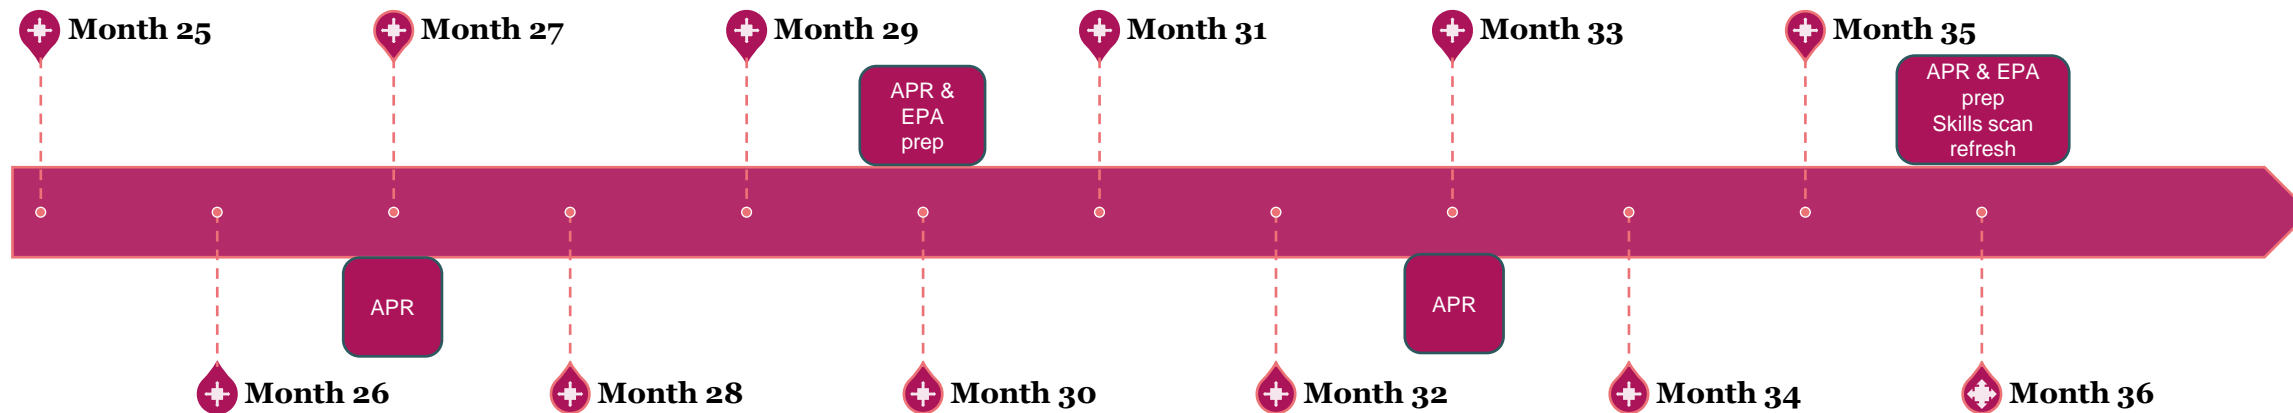 Month 25
Month 27
Month 29
Month 31
Month 33
Month 35
APR &
EPA
prep
APR & EPA
prep
Skills scan
refresh
APR
APR
Month 26
Month 28
Month 30
Month 32
Month 34
Month 36